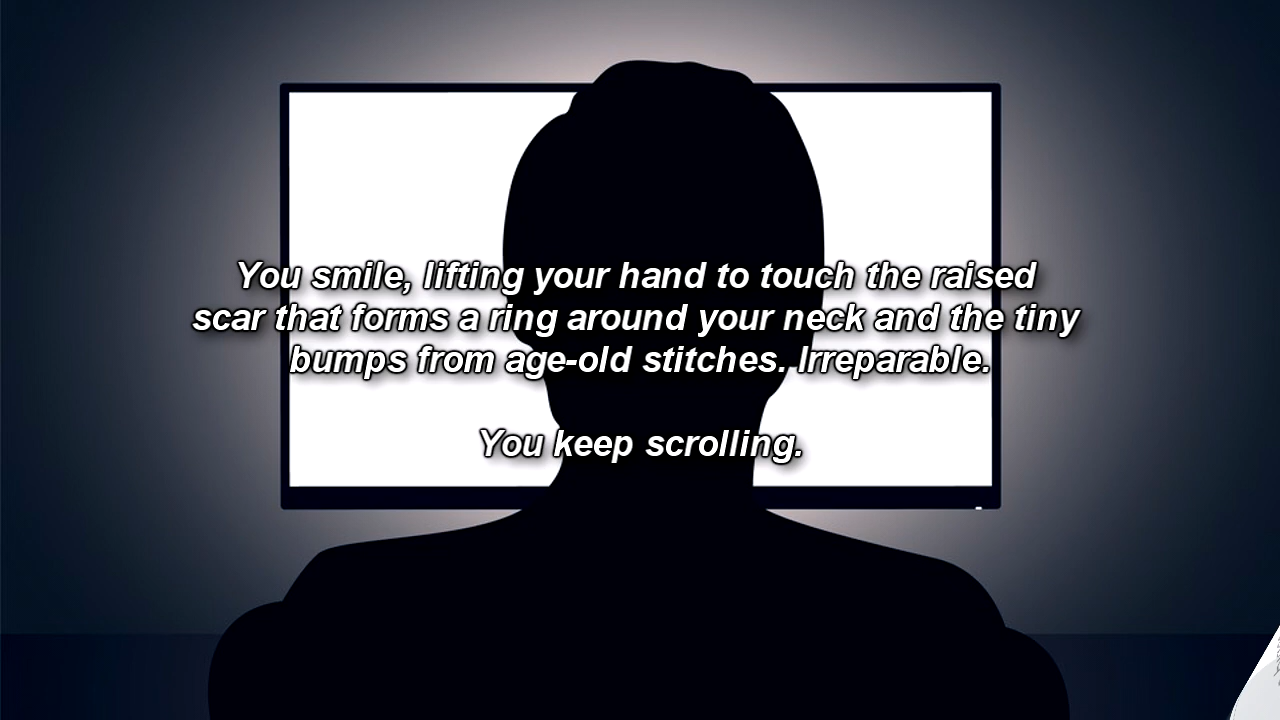 You smile, lifting your hand to touch the raised
scar that forms a ring around your neck and the tiny
bumps from age-old stitches. Irreparable.
You keep scrolling.